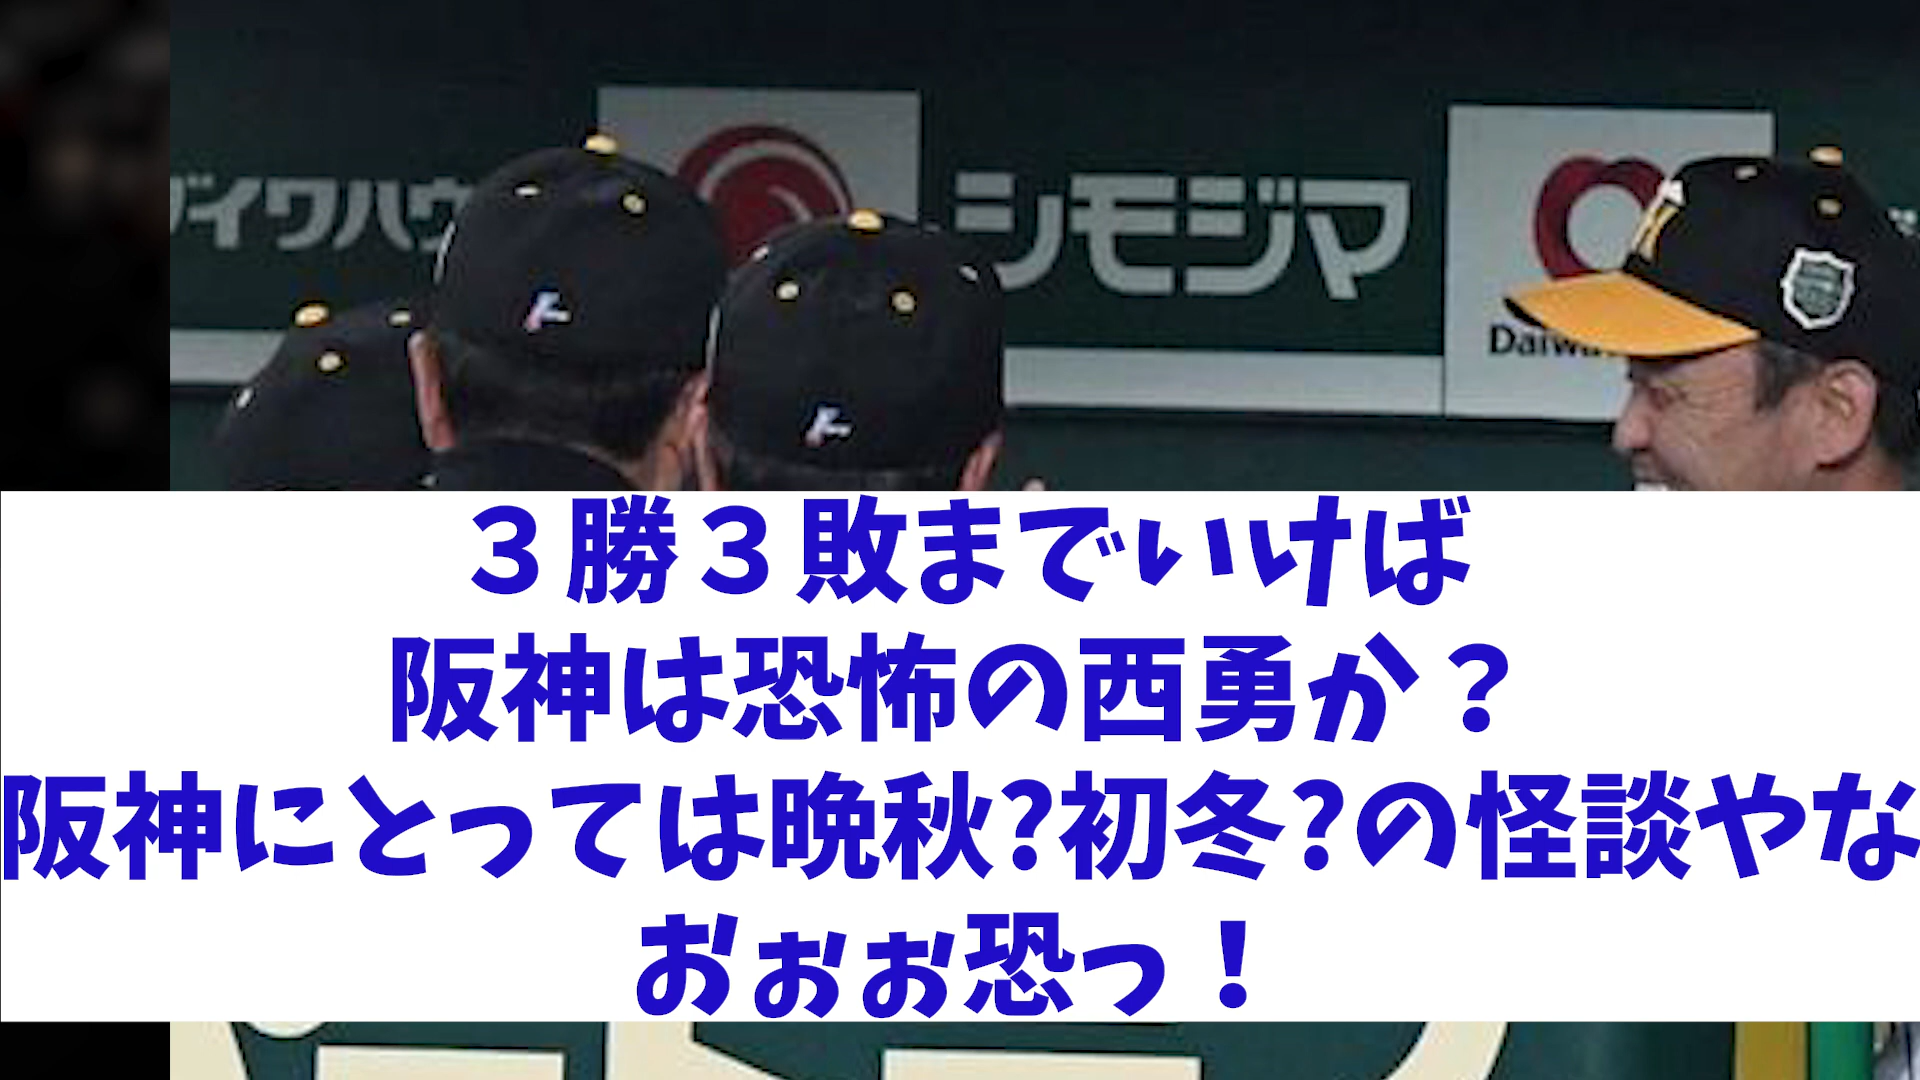 イワハウ
シモジマ
Daiwa
３勝３敗までいけば
阪神は恐怖の西勇か？
阪神にとっては晩秋?初冬?の怪談やな
おぉぉ恐っ！